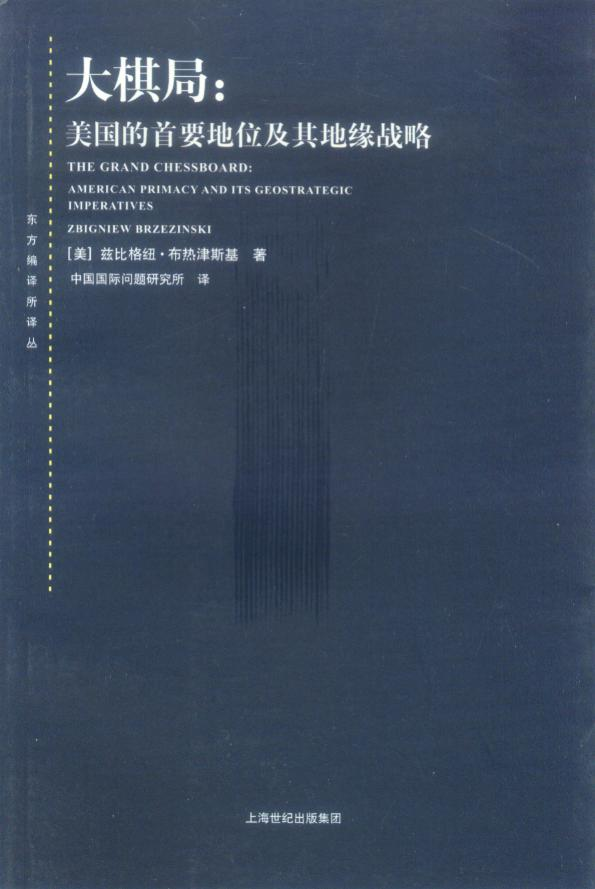 大棋局：
美国的首要地位及其地缘战略
THE GRAND CHESSBOARD:
AMERICAN PRIMACY AND ITS GEOSTRATEGIC
IMPERATIVES
ZBIGNIEW BRZEZINSKI
［美］兹比格纽·布热津斯基 著
中国国际问题研究所 译
东方编译所译丛
上海世纪出版集团